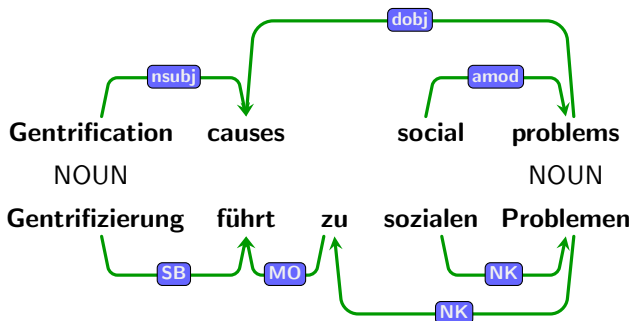 dobj
nsubj amod
Gentrification causes social problems
NOUN NOUN
Gentrifizierung führt zu sozialen Problemen
SB MO NK
NK